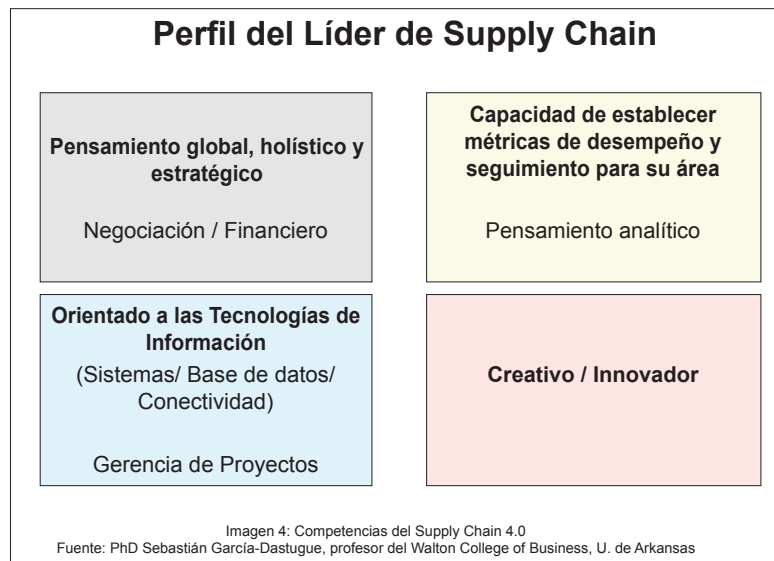 Perfil del Líder de Supply Chain
Pensamiento global, holístico y
estratégico
Negociación / Financiero
Capacidad de establecer
métricas de desempeño y
seguimiento para su área
Pensamiento analítico
Orientado a las Tecnologías de
Información
(Sistemas/ Base de datos/
Conectividad)
Gerencia de Proyectos
Creativo / Innovador
Imagen 4: Competencias del Supply Chain 4.0
Fuente: PhD Sebastián García-Dastugue, profesor del Walton College of Business, U. de Arkansas